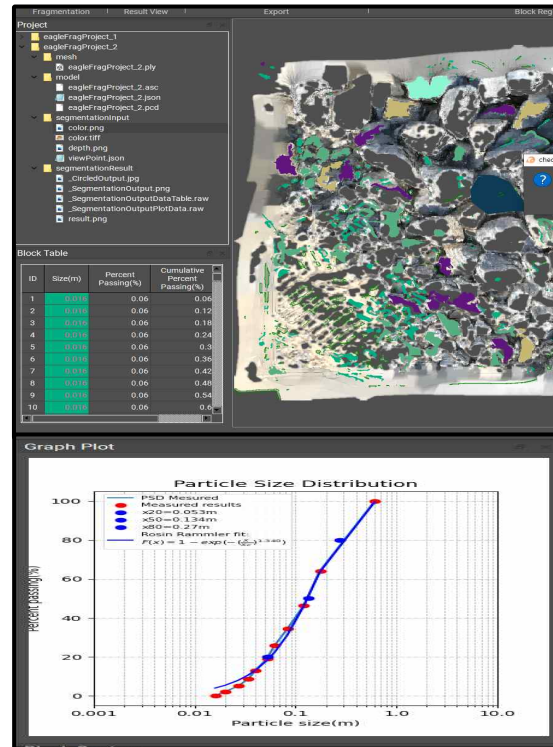 Fragmentation Result View Export Block Reg
Project
eagleFragProject_1
eagleFragProject_2
mesh
eagleFragProject_2.ply
model
eagleFragProject_2.asc
eagleFragProject_2.json
eagleFragProject_2.pcd
segmentationInput
color.png
color.tiff
depth.png
viewPoint.json
segmentationResult
_CircledOutput.jpg
_SegmentationOutput.png
_SegmentationOutputDataTable.raw
_SegmentationOutputPlotData.raw
result.png
chec
?
Block Table
ID Size(m) Percent Passing(%) Cumulative Percent Passing(%)
1 0.016 0.06 0.06
2 0.016 0.06 0.12
3 0.016 0.06 0.18
4 0.016 0.06 0.24
5 0.016 0.06 0.3
6 0.016 0.06 0.36
7 0.016 0.06 0.42
8 0.016 0.06 0.48
9 0.016 0.06 0.54
10 0.016 0.06 0.6
Graph Plot
Particle Size Distribution
PSD Mesured
Measured results
x20=0.053m
x50=0.134m
x80=0.27m
Rosin Rammler fit:
100
80
60
40
20
0
Percent passing(%)
0.001 0.01 0.1 1.0 10.0
Particle size(m)